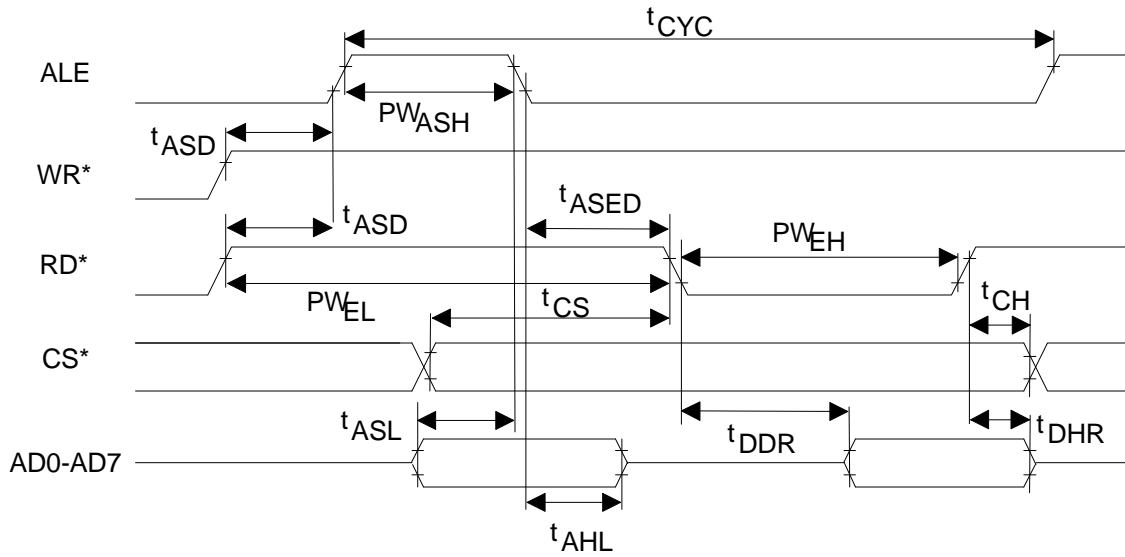 tCYC
ALE
PWASH
tASD
WR*
tASED
tASD
PWEH
RD*
PWEL
tCS
tCH
CS*
tASL
tDDR
tDHR
AD0-AD7
tAHL